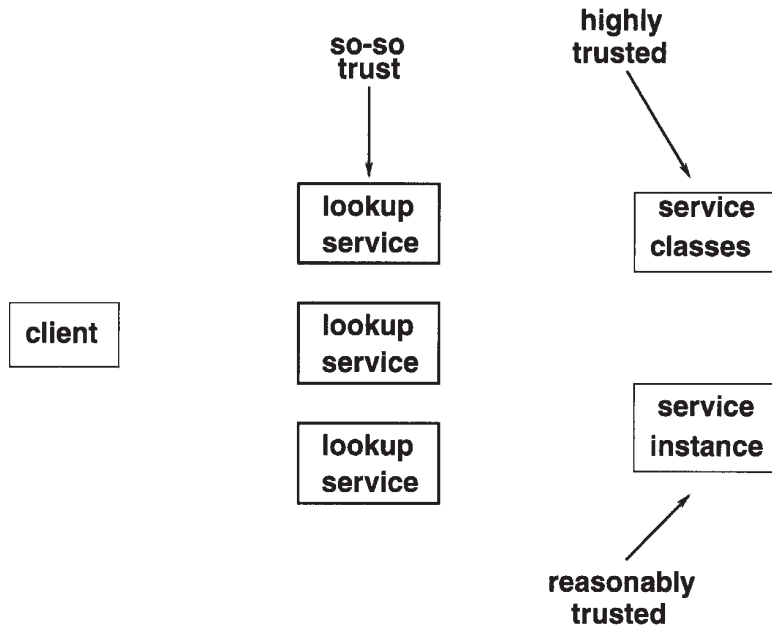 so-so
trust
highly
trusted
lookup
service
service
classes
client
lookup
service
service
instance
lookup
service
reasonably
trusted